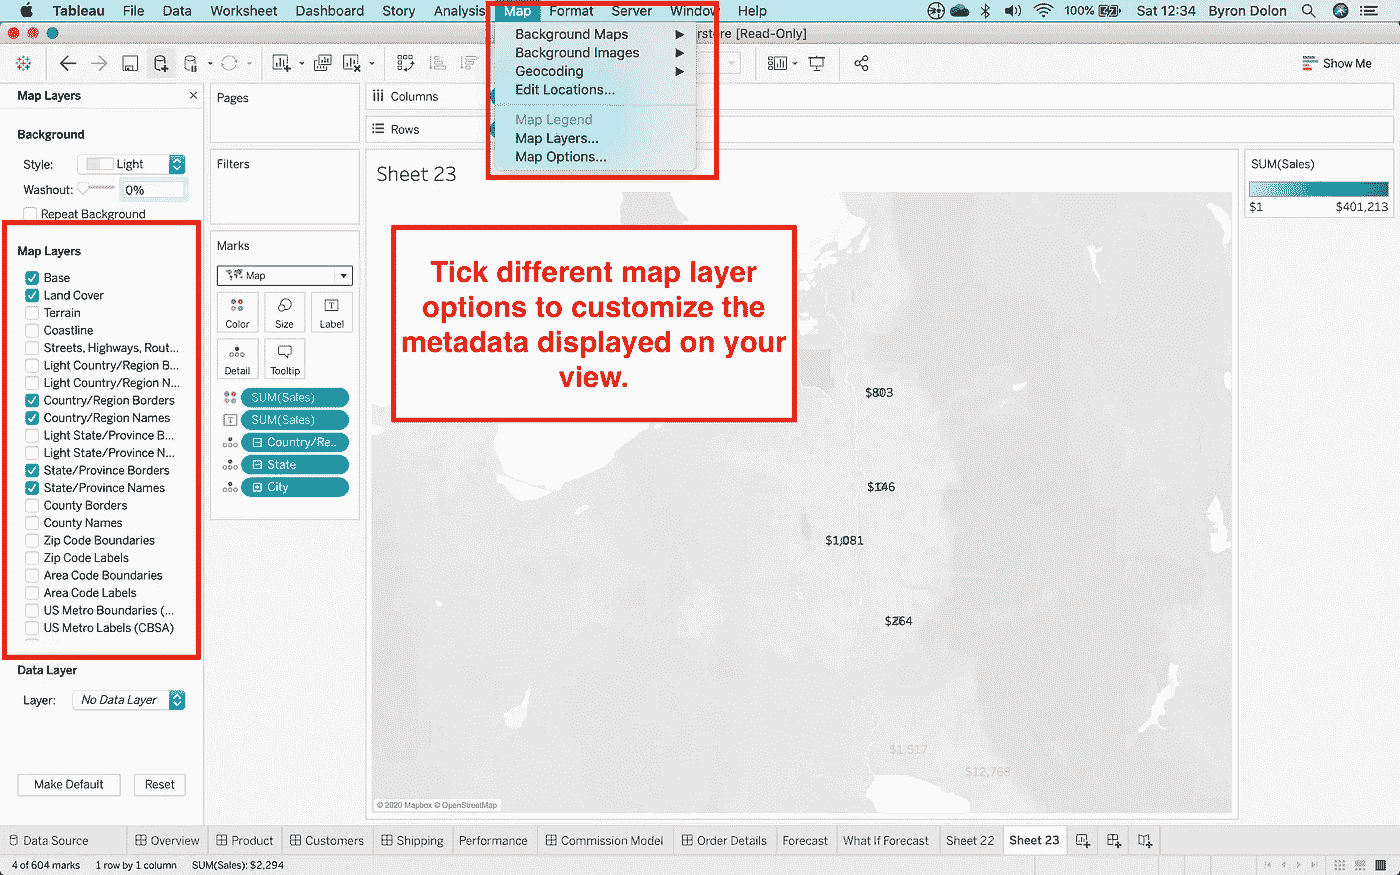 Tableau File Data Worksheet Dashboard Story Analysis Map Format Server Window Help 100% Sat 12:34 Byron Dolon
erstore [Read-Only]
Show Me
Background Maps
Background Images
Geocoding
Edit Locations...
Map Legend
Map Layers...
Map Options...
Map Layers
Background
Style: Light
Washout: 0%
Repeat Background
Map Layers
Base
Land Cover
Terrain
Coastline
Streets, Highways, Rout...
Light Country/Region B...
Light Country/Region N...
Country/Region Borders
Country/Region Names
Light State/Province B...
Light State/Province N...
State/Province Borders
State/Province Names
County Borders
County Names
Zip Code Boundaries
Zip Code Labels
Area Code Boundaries
Area Code Labels
US Metro Boundaries (...
US Metro Labels (CBSA)
Data Layer
Layer: No Data Layer
Make Default Reset
Pages
Filters
Marks
Map
Color Size Label
Detail Tooltip
SUM(Sales)
SUM(Sales)
Country/Re..
State
City
Columns
Rows
Sheet 23
Tick different map layer
options to customize the
metadata displayed on your
view.
$803
$146
$1,081
$264
$1,517
$12,768
© 2020 Mapbox © OpenStreetMap
SUM(Sales)
$1 $401,213
Data Source Overview Product Customers Shipping Performance Commission Model Order Details Forecast What If Forecast Sheet 22 Sheet 23
4 of 604 marks 1 row by 1 column SUM(Sales): $2,294